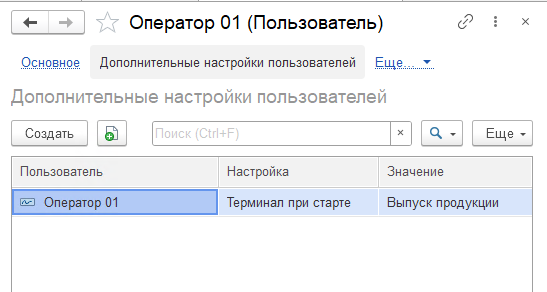 Оператор 01 (Пользователь)
Основное Дополнительные настройки пользователей Еще...
Дополнительные настройки пользователей
Создать Поиск (Ctrl+F) × Еще
Пользователь Настройка Значение
Оператор 01 Терминал при старте Выпуск продукции